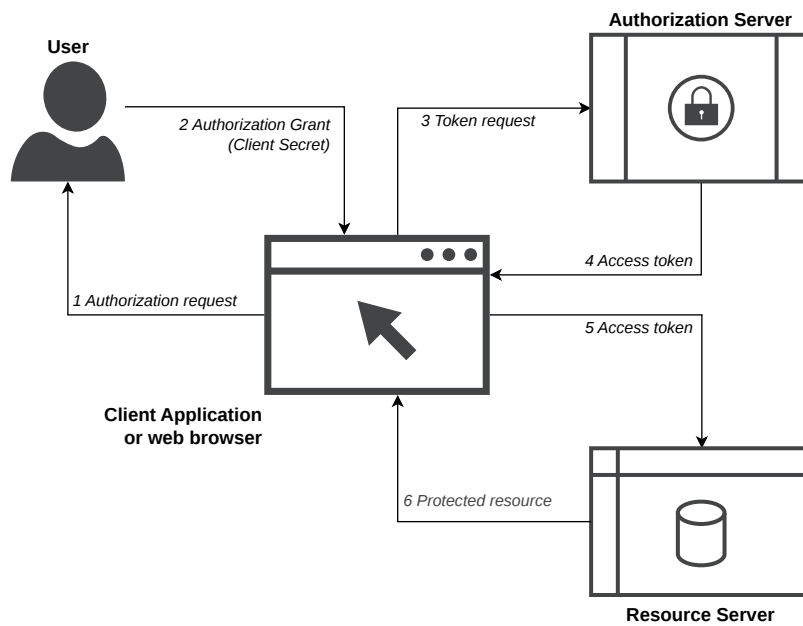 Authorization Server
User
2 Authorization Grant
(Client Secret)
3 Token request
4 Access token
1 Authorization request
5 Access token
Client Application
or web browser
6 Protected resource
Resource Server